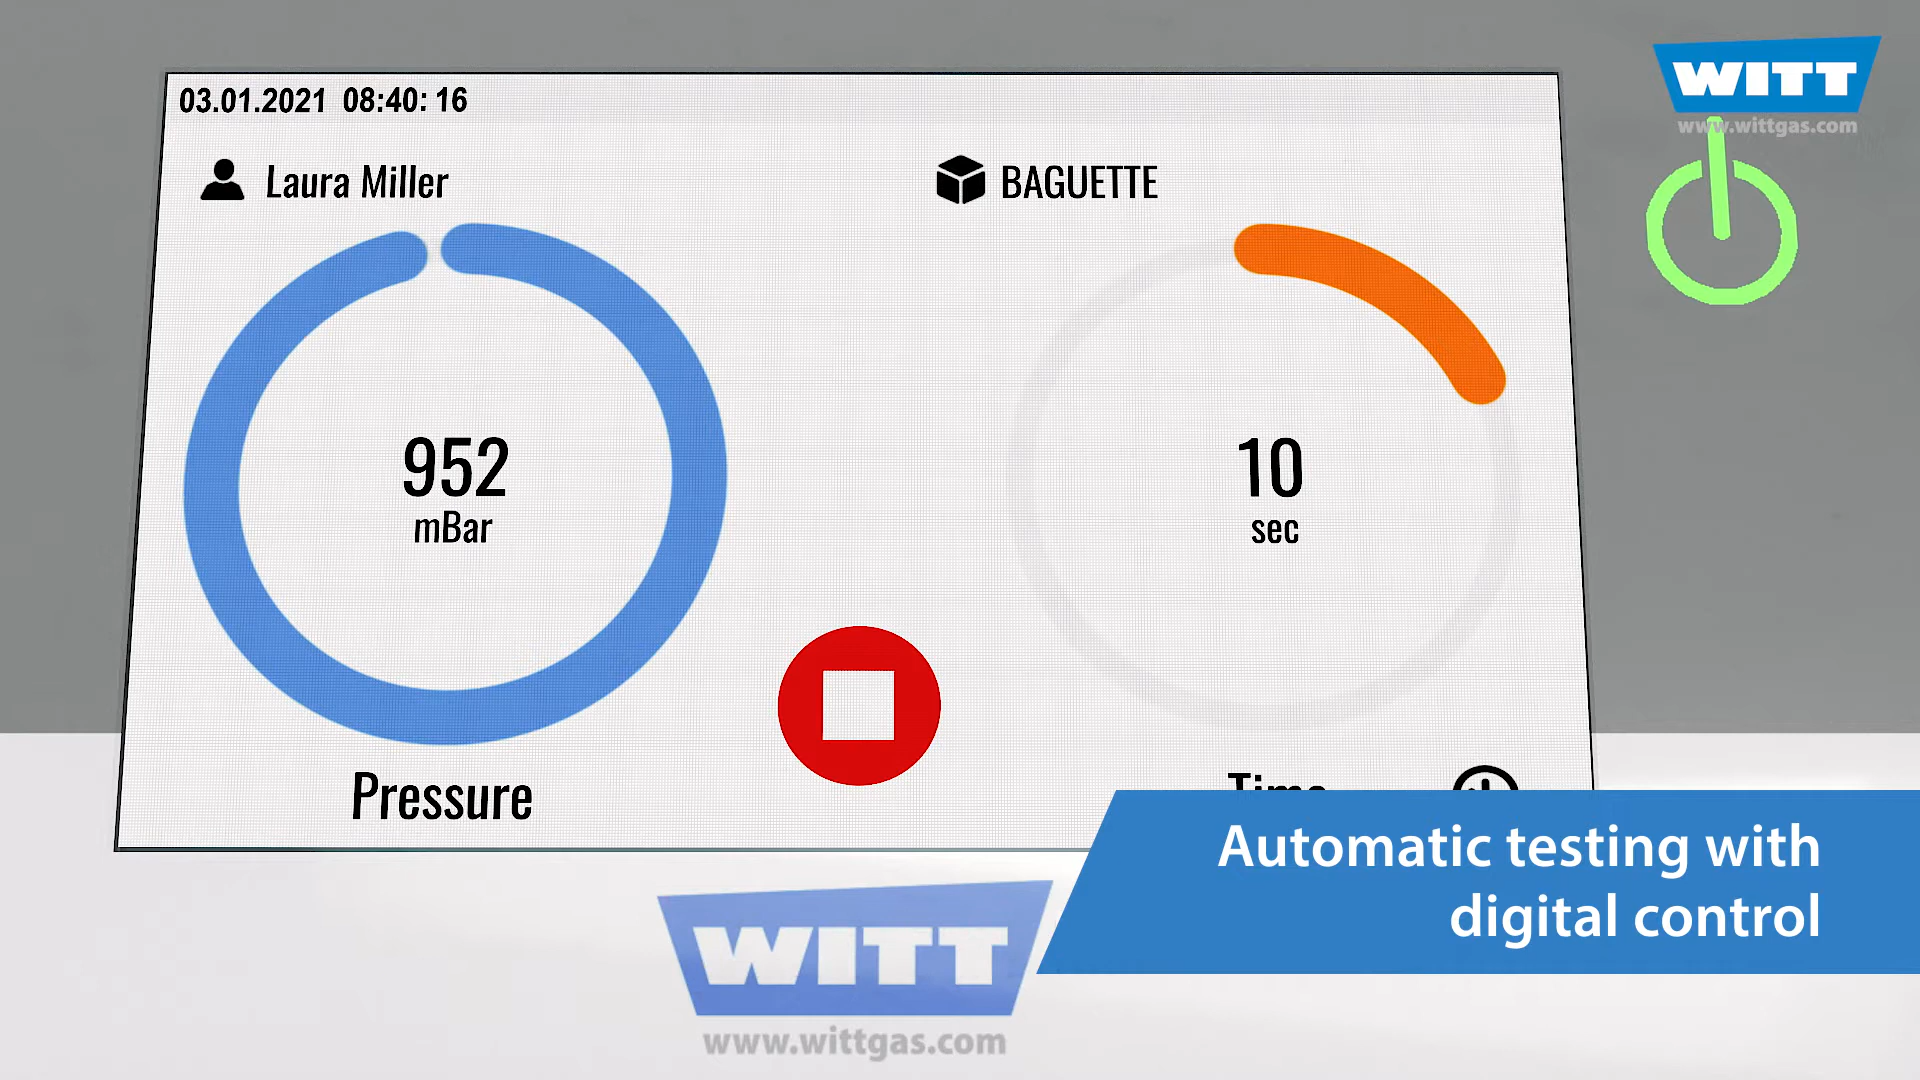 WITT
www.wittgas.com
03.01.2021 08:40:16
Laura Miller
BAGUETTE
952
mBar
10
sec
Pressure
Time
Automatic testing with
digital control
WITT
www.wittgas.com